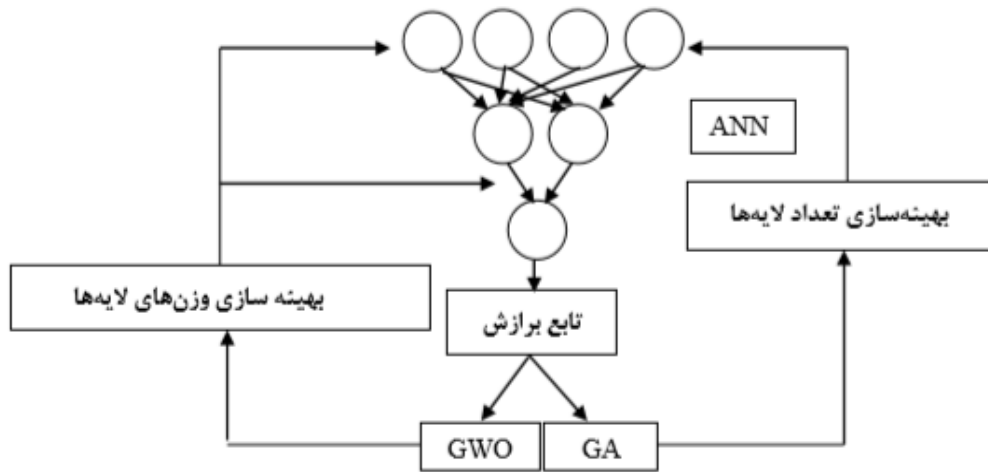 ANN
بهینه‌سازی تعداد لایه‌ها
بهینه سازی وزن‌های لایه‌ها
تابع برازش
GWO
GA